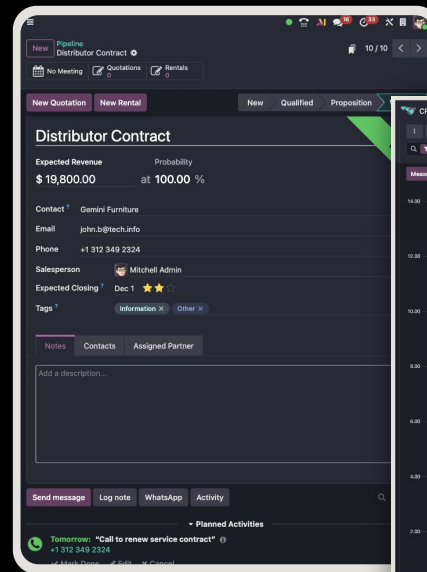 16
33
New
Pipeline
Distributor Contract
10 / 10
No Meeting
Quotations
0
Rentals
0
New Quotation
New Rental
New
Qualified
Proposition
Distributor Contract
Expected Revenue
Probability
$ 19,800.00
at 100.00 %
Contact ?
Gemini Furniture
Email
john.b@tech.info
Phone
+1 312 349 2324
Salesperson
Mitchell Admin
Expected Closing ?
Dec 1
Tags ?
Information ×
Other ×
Notes
Contacts
Assigned Partner
Add a description...
Send message
Log note
WhatsApp
Activity
Planned Activities
Tomorrow: "Call to renew service contract"
+1 312 349 2324
Mark Done
Edit
Cancel
14.00
12.00
10.00
8.00
6.00
4.00
2.00